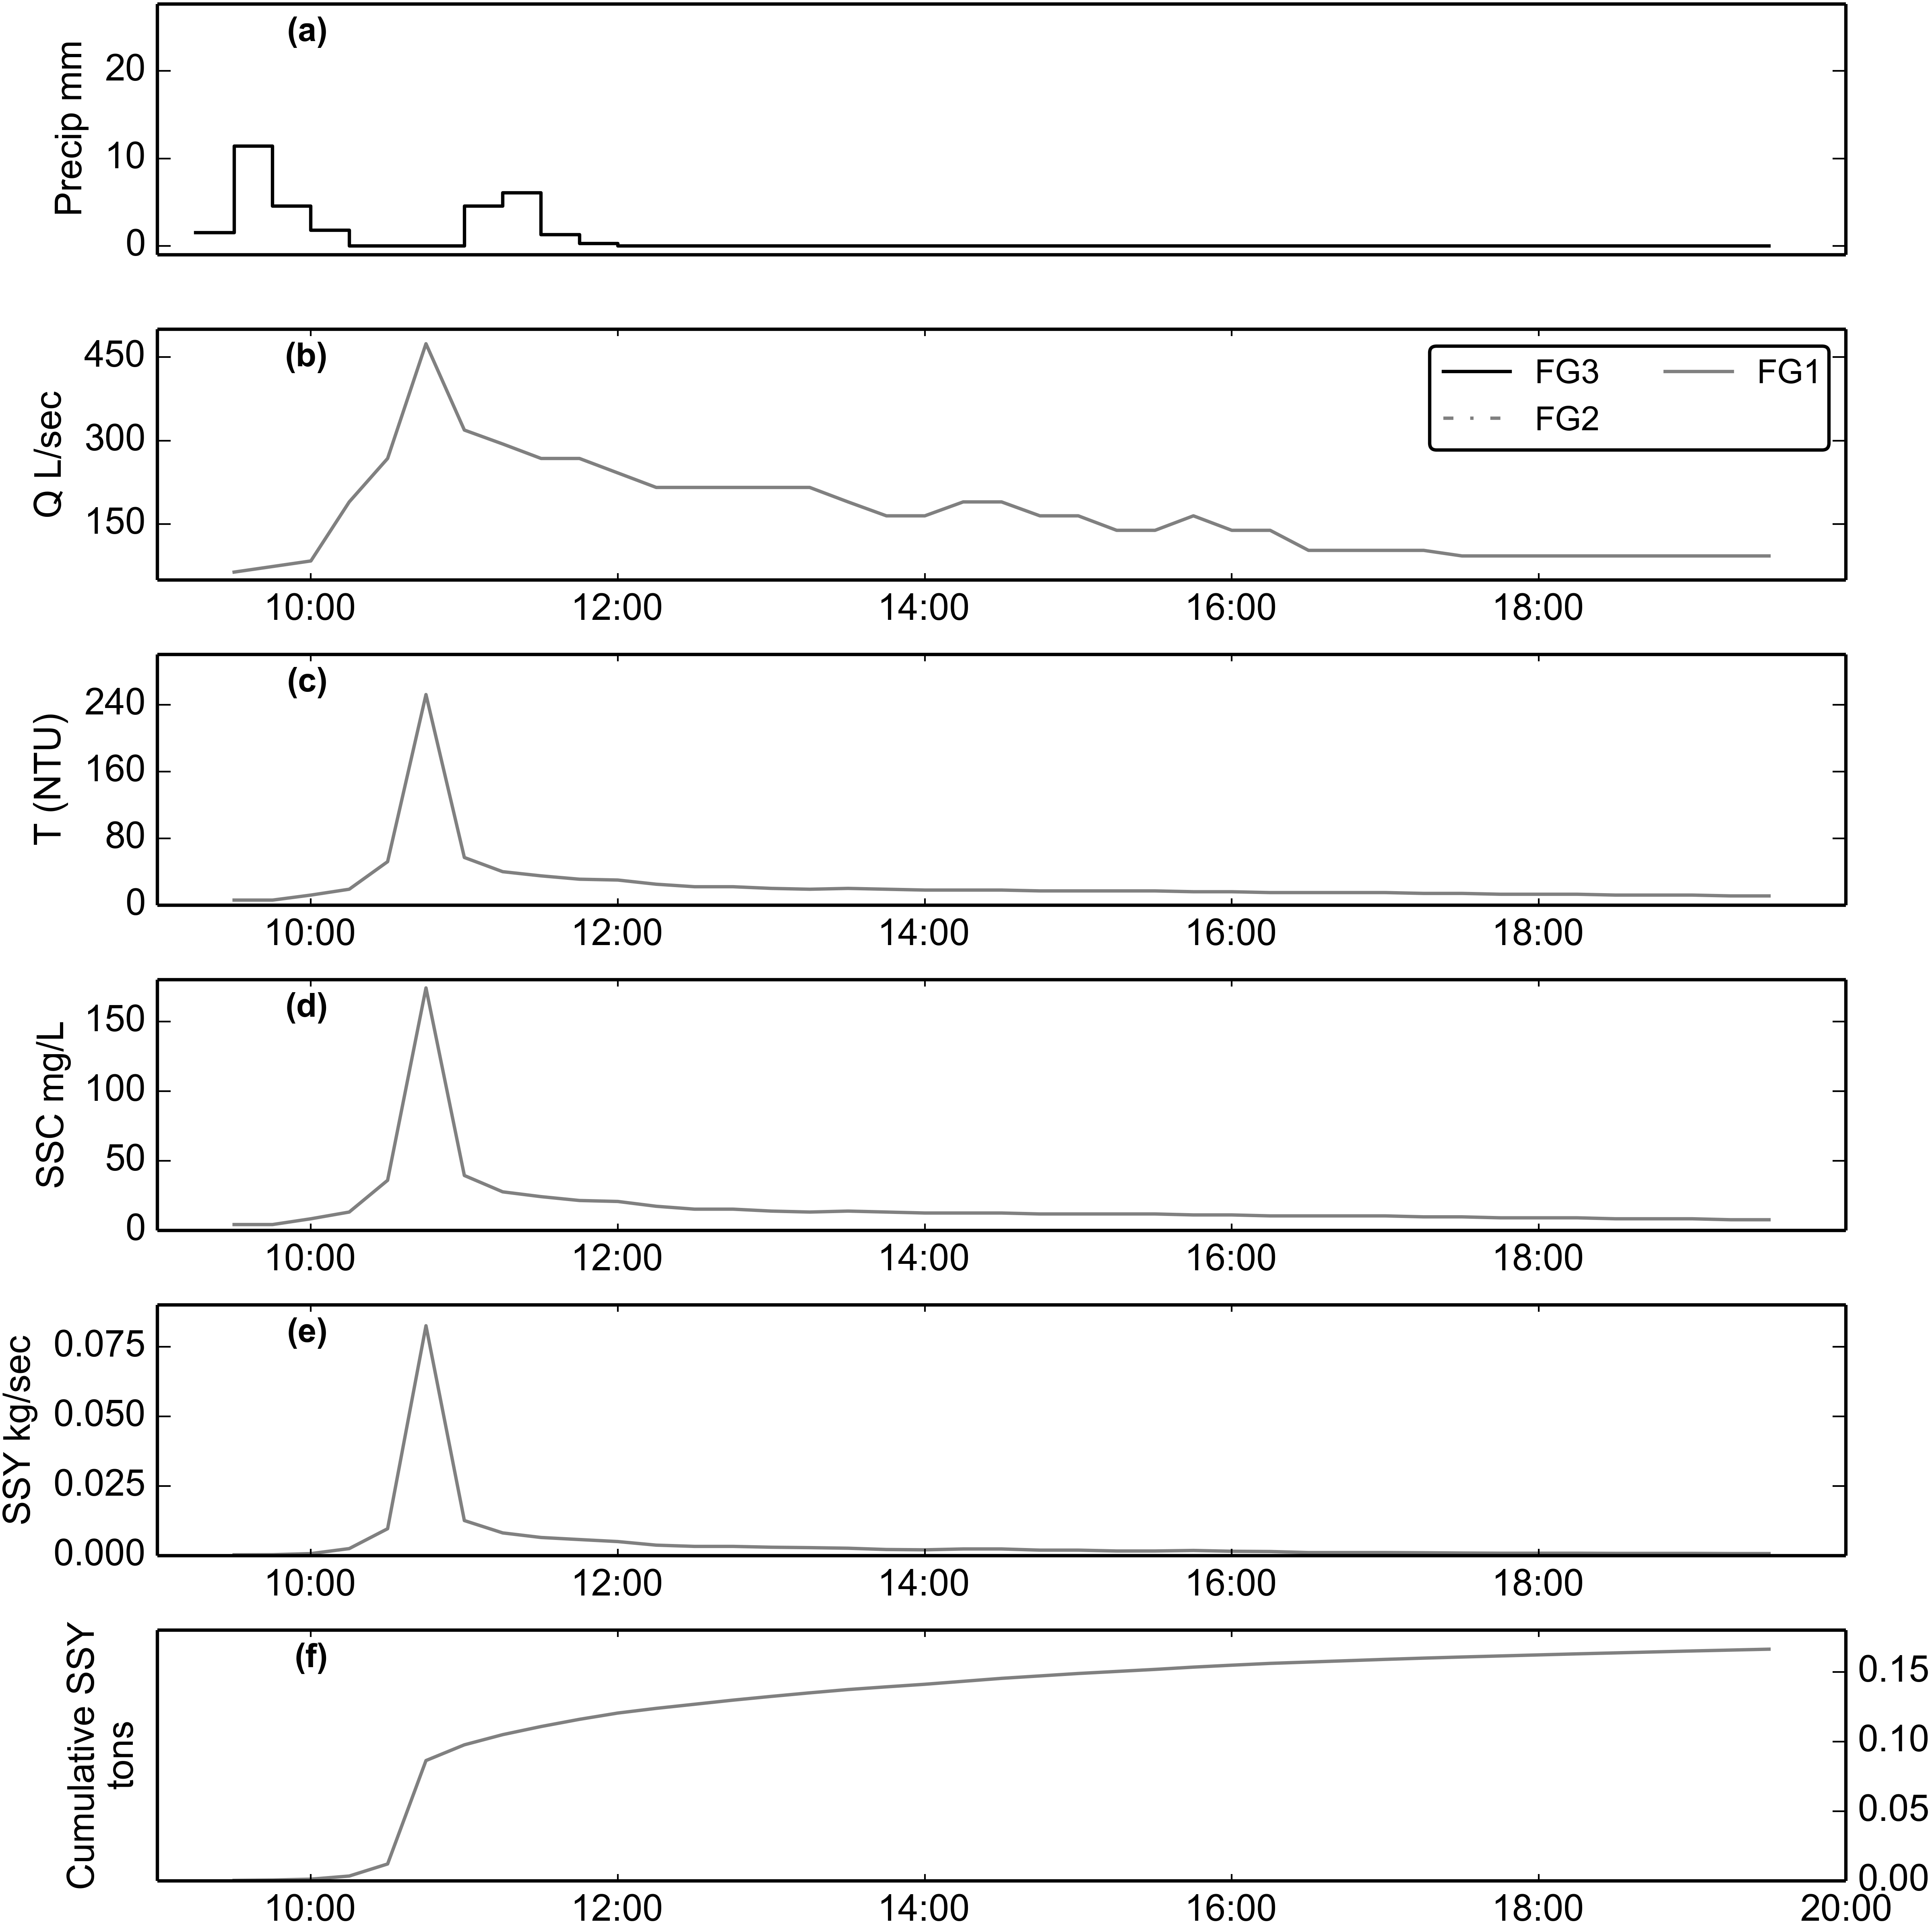 (a)
Precip mm
20
10
0
(b)
Q L/sec
450
300
150
FG3
FG1
FG2
10:00 12:00 14:00 16:00 18:00
(c)
T (NTU)
240
160
80
0
10:00 12:00 14:00 16:00 18:00
(d)
SSC mg/L
150
100
50
0
10:00 12:00 14:00 16:00 18:00
(e)
SSY kg/sec
0.075
0.050
0.025
0.000
10:00 12:00 14:00 16:00 18:00
(f)
Cumulative SSY
tons
0.15
0.10
0.05
0.00
10:00 12:00 14:00 16:00 18:00 20:00